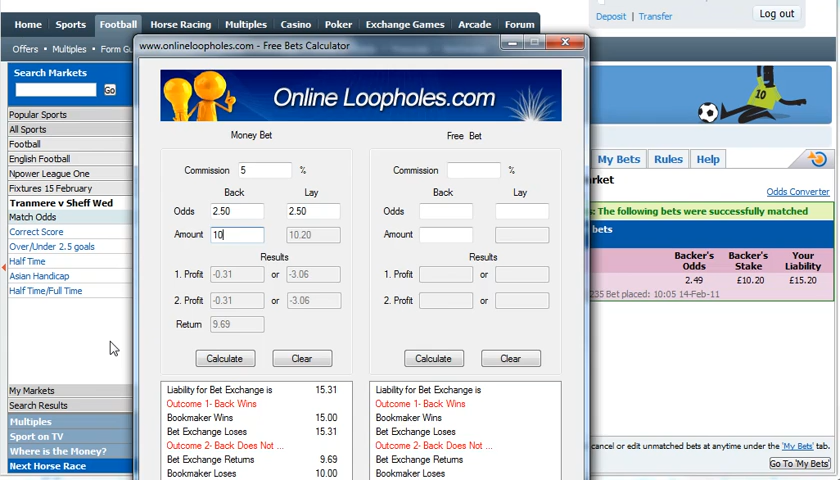 Deposit / Transfer
Log out
Home Sports Football Horse Racing Multiples Casino Poker Exchange Games Arcade Forum
Offers Multiples Form Gu
www.onlineloopholes.com - Free Bets Calculator
Search Markets
Go
Popular Sports
All Sports
Football
English Football
Npower League One
Fixtures 15 February
Tranmere v Sheff Wed
Match Odds
Correct Score
Over/Under 2.5 goals
Half Time
Asian Handicap
Half Time/Full Time
My Markets
Search Results
Multiples
Sport on TV
Where is the Money?
Next Horse Race
Online Loopholes.com
Money Bet
Commission 5 %
Back Lay
Odds 2.50 2.50
Amount 10 10.20
Results
1. Profit -0.31 or -3.06
2. Profit -0.31 or -3.06
Return 9.69
Calculate Clear
Liability for Bet Exchange is 15.31
Outcome 1- Back Wins
Bookmaker Wins 15.00
Bet Exchange Loses 15.31
Outcome 2- Back Does Not ...
Bet Exchange Returns 9.69
Bookmaker Loses 10.00
Free Bet
Commission %
Back Lay
Odds
Amount
Results
1. Profit or
2. Profit or
Calculate Clear
Liability for Bet Exchange is
Outcome 1- Back Wins
Bookmaker Wins
Bet Exchange Loses
Outcome 2- Back Does Not ...
Bet Exchange Returns
Bookmaker Loses
10
My Bets Rules Help
rket
Odds Converter
s: The following bets were successfully matched
bets
Backer's Odds
Backer's Stake
Your Liability
2.49 £10.20 £15.20
235 Bet placed: 10:05 14-Feb-11
cancel or edit unmatched bets at anytime under the 'My Bets' tab.
Go To 'My Bets'